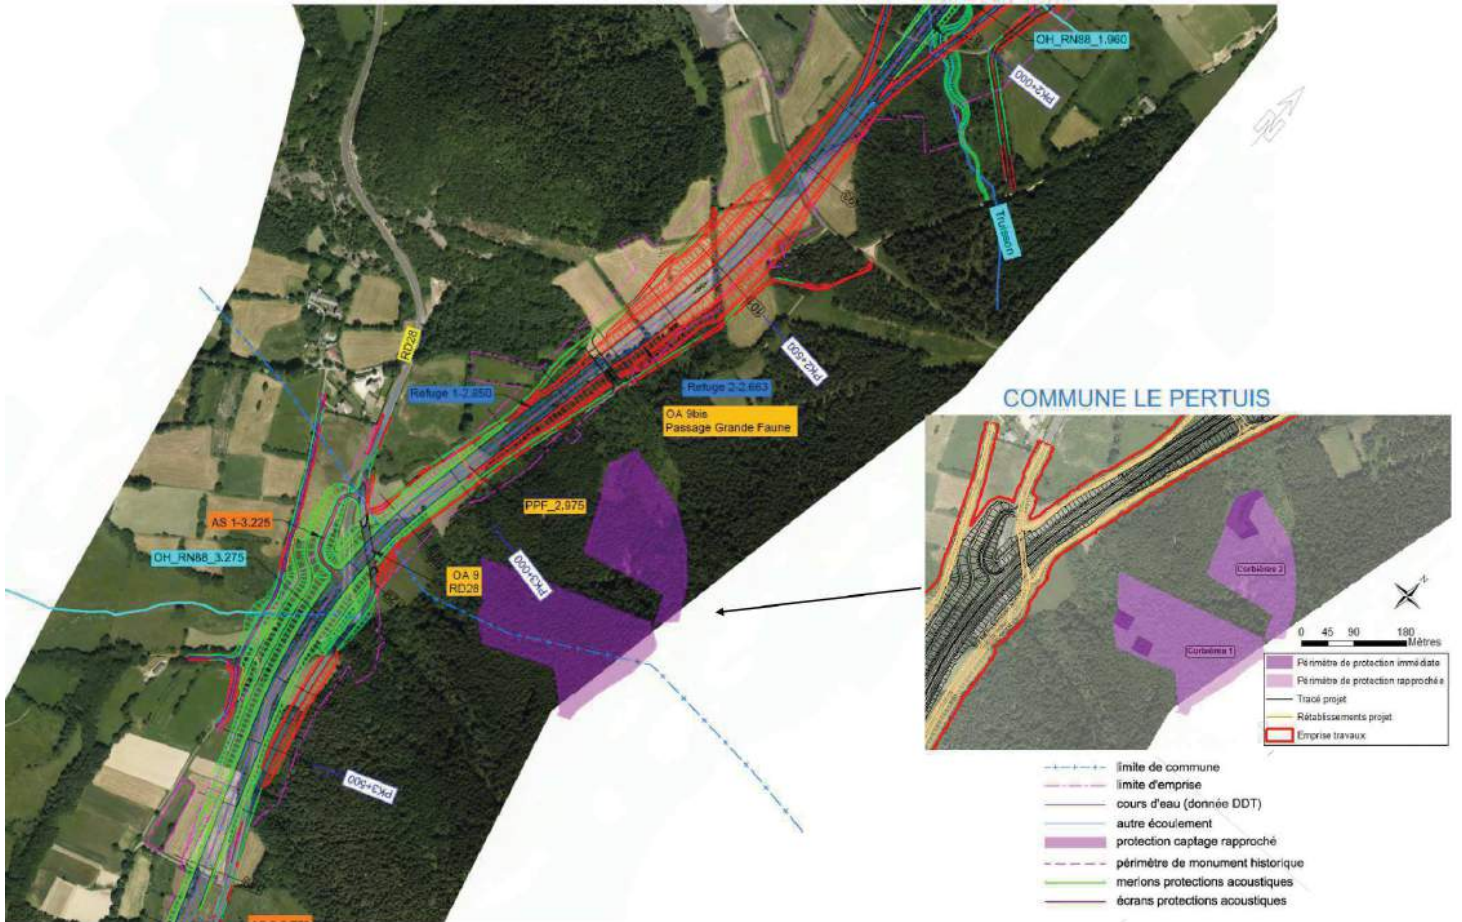 OH_RN88_1.960
PK2+000
Truisson
RD28
PK2+500
Refuge 1-2.850
Refuge 2-2.663
OA 9bis
Passage Grande Faune
PPF_2,975
AS 1-3.225
OH_RN88_3.275
OA 9
RD28
PK3+000
PK3+500
COMMUNE LE PERTUIS
Corbières 2
Corbières 1
N
0 45 90 180
Mètres
Périmètre de protection immédiate
Périmètre de protection rapprochée
Tracé projet
Rétablissements projet
Emprise travaux
limite de commune
limite d'emprise
cours d'eau (donnée DDT)
autre écoulement
protection captage rapproché
périmètre de monument historique
merlons protections acoustiques
écrans protections acoustiques